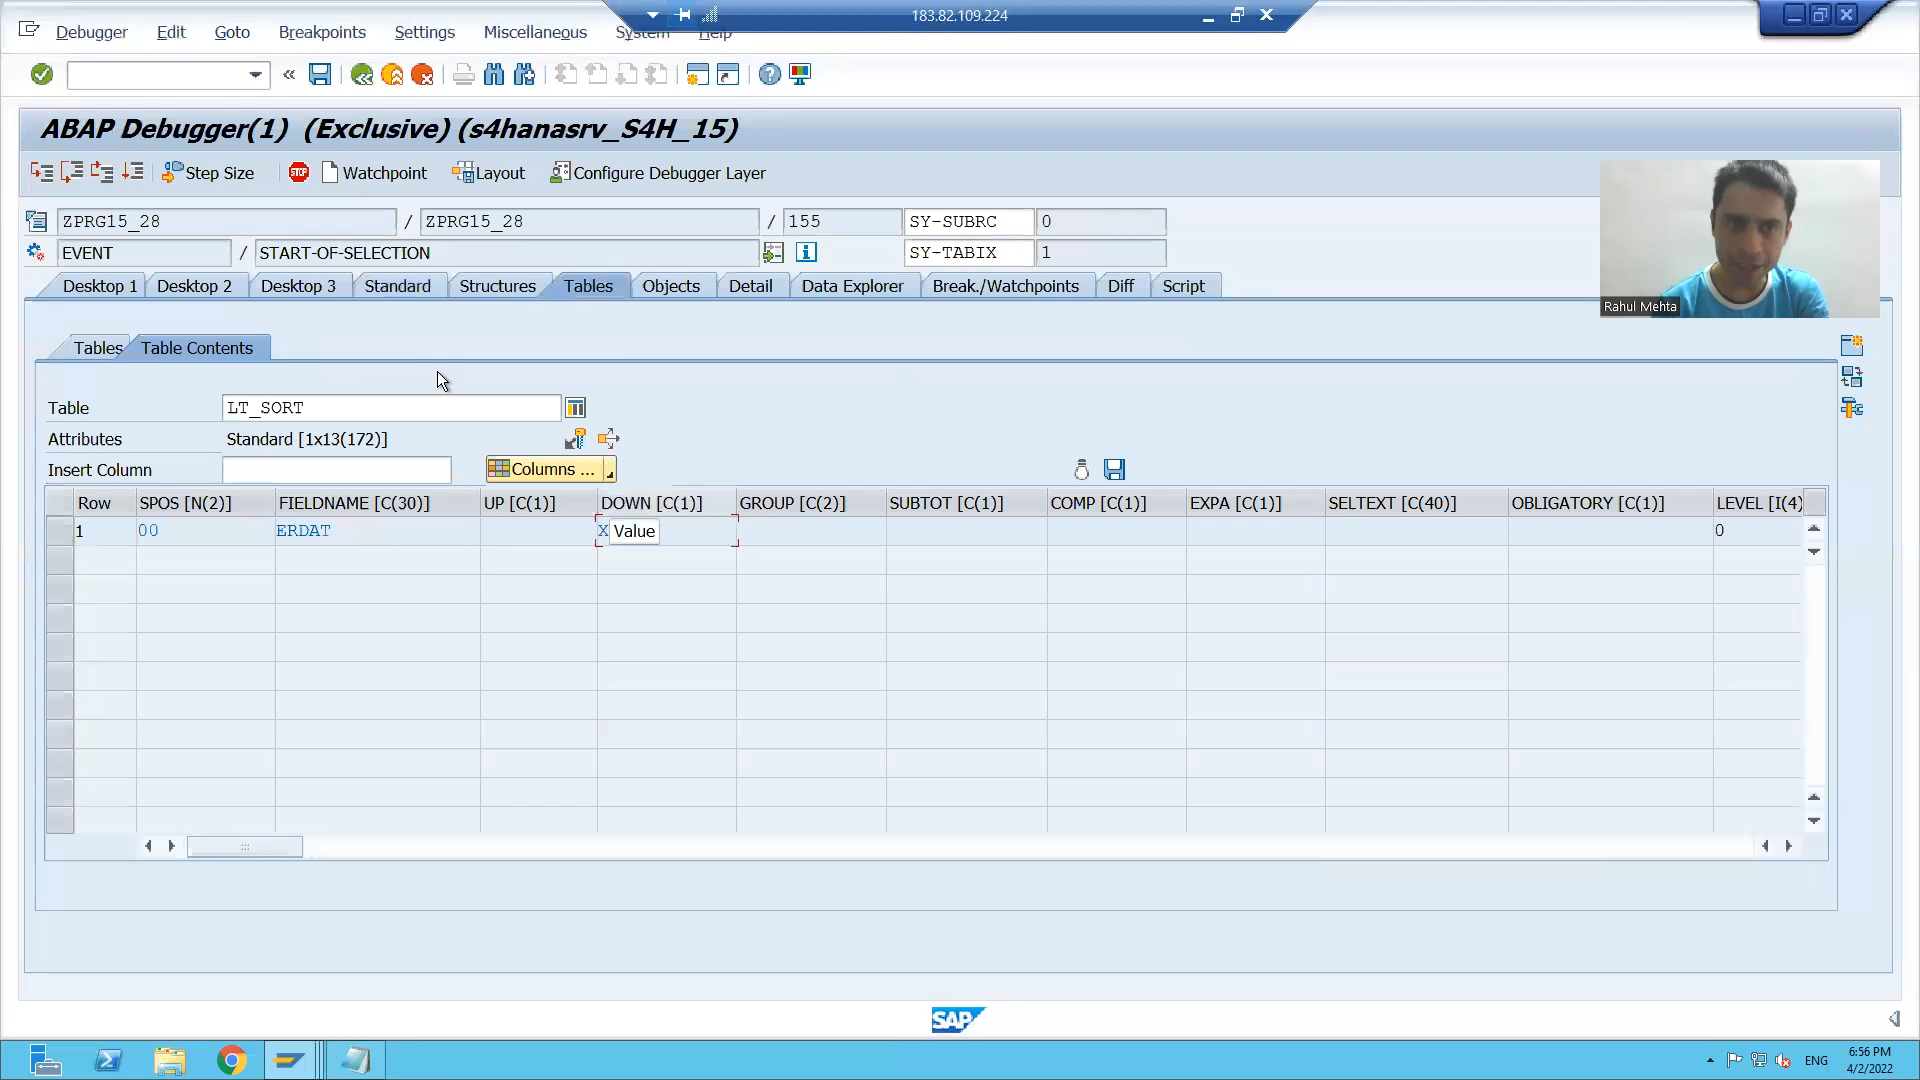 183.82.109.224
Debugger Edit Goto Breakpoints Settings Miscellaneous System Help
ABAP Debugger(1) (Exclusive) (s4hanasrv_S4H_15)
Step Size STOP Watchpoint Layout Configure Debugger Layer
ZPRG15_28 / ZPRG15_28 / 155 SY-SUBRC 0
EVENT / START-OF-SELECTION SY-TABIX 1
Rahul Mehta
Desktop 1 Desktop 2 Desktop 3 Standard Structures Tables Objects Detail Data Explorer Break./Watchpoints Diff Script
Tables Table Contents
Table LT_SORT
Attributes Standard [1x13(172)]
Insert Column Columns ...
Row SPOS [N(2)] FIELDNAME [C(30)] UP [C(1)] DOWN [C(1)] GROUP [C(2)] SUBTOT [C(1)] COMP [C(1)] EXPA [C(1)] SELTEXT [C(40)] OBLIGATORY [C(1)] LEVEL [I(4)
1 00 ERDAT X Value 0
SAP
ENG 6:56 PM
4/2/2022